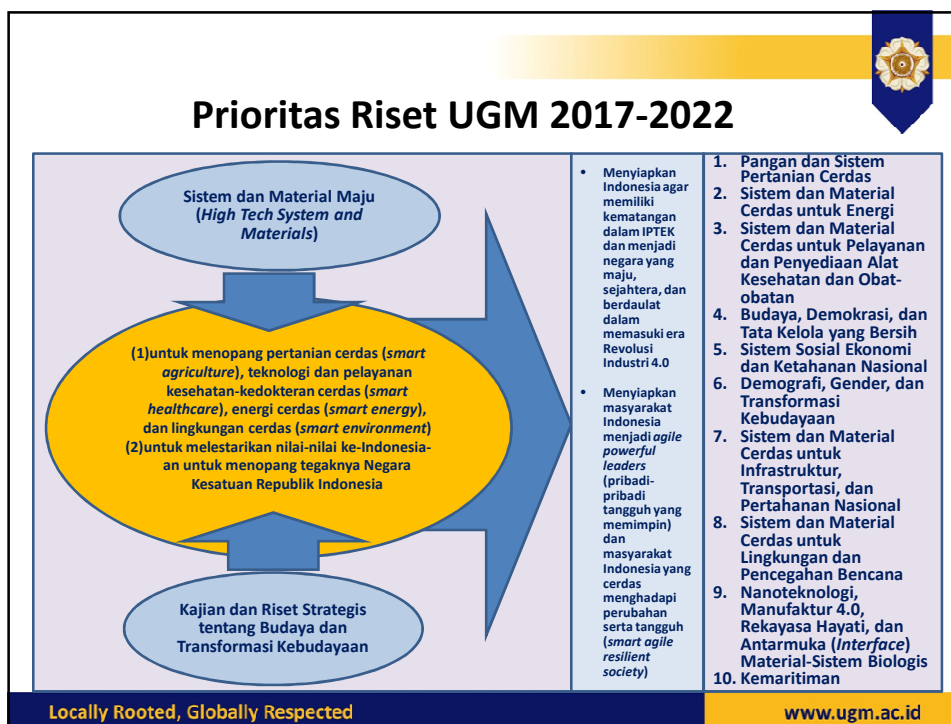 Prioritas Riset UGM 2017-2022
Sistem dan Material Maju
(High Tech System and
Materials)
(1)untuk menopang pertanian cerdas (smart
agriculture), teknologi dan pelayanan
kesehatan-kedokteran cerdas (smart
healthcare), energi cerdas (smart energy),
dan lingkungan cerdas (smart environment)
(2)untuk melestarikan nilai-nilai ke-Indonesia-
an untuk menopang tegaknya Negara
Kesatuan Republik Indonesia
Kajian dan Riset Strategis
tentang Budaya dan
Transformasi Kebudayaan
• Menyiapkan
Indonesia agar
memiliki
kematangan
dalam IPTEK
dan menjadi
negara yang
maju,
sejahtera, dan
berdaulat
dalam
memasuki era
Revolusi
Industri 4.0
• Menyiapkan
masyarakat
Indonesia
menjadi agile
powerful
leaders
(pribadi-
pribadi
tangguh yang
memimpin)
dan
masyarakat
Indonesia yang
cerdas
menghadapi
perubahan
serta tangguh
(smart agile
resilient
society)
1. Pangan dan Sistem
Pertanian Cerdas
2. Sistem dan Material
Cerdas untuk Energi
3. Sistem dan Material
Cerdas untuk Pelayanan
dan Penyediaan Alat
Kesehatan dan Obat-
obatan
4. Budaya, Demokrasi, dan
Tata Kelola yang Bersih
5. Sistem Sosial Ekonomi
dan Ketahanan Nasional
6. Demografi, Gender, dan
Transformasi
Kebudayaan
7. Sistem dan Material
Cerdas untuk
Infrastruktur,
Transportasi, dan
Pertahanan Nasional
8. Sistem dan Material
Cerdas untuk
Lingkungan dan
Pencegahan Bencana
9. Nanoteknologi,
Manufaktur 4.0,
Rekayasa Hayati, dan
Antarmuka (Interface)
Material-Sistem Biologis
10. Kemaritiman
Locally Rooted, Globally Respected
www.ugm.ac.id